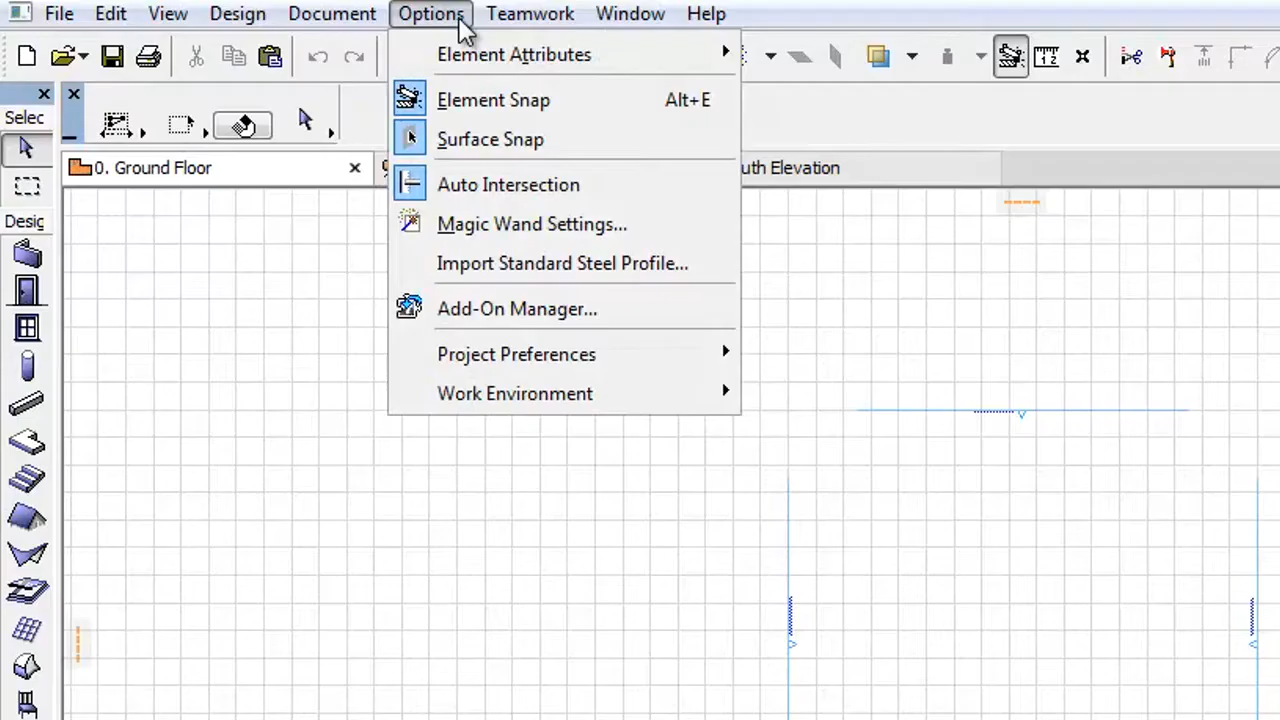 File Edit View Design Document Options Teamwork Window Help
Element Attributes
Selec
Element Snap Alt+E
Surface Snap
0. Ground Floor
uth Elevation
Auto Intersection
Desig
Magic Wand Settings...
Import Standard Steel Profile...
Add-On Manager...
Project Preferences
Work Environment